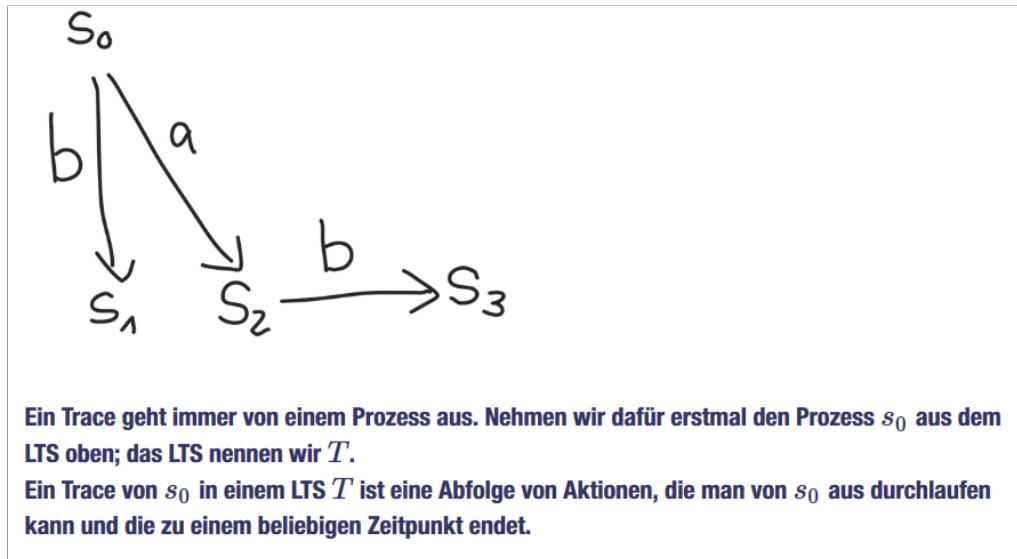 S₀
b
a
b
S₁
S₂
S₃
Ein Trace geht immer von einem Prozess aus. Nehmen wir dafür erstmal den Prozess s₀ aus dem
LTS oben; das LTS nennen wir T.
Ein Trace von s₀ in einem LTS T ist eine Abfolge von Aktionen, die man von s₀ aus durchlaufen
kann und die zu einem beliebigen Zeitpunkt endet.